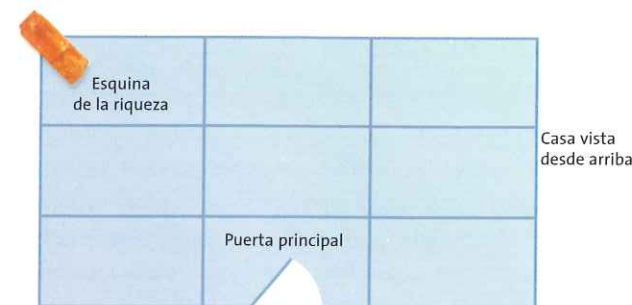 Esquina
de la riqueza
Casa vista
desde arriba
Puerta principal